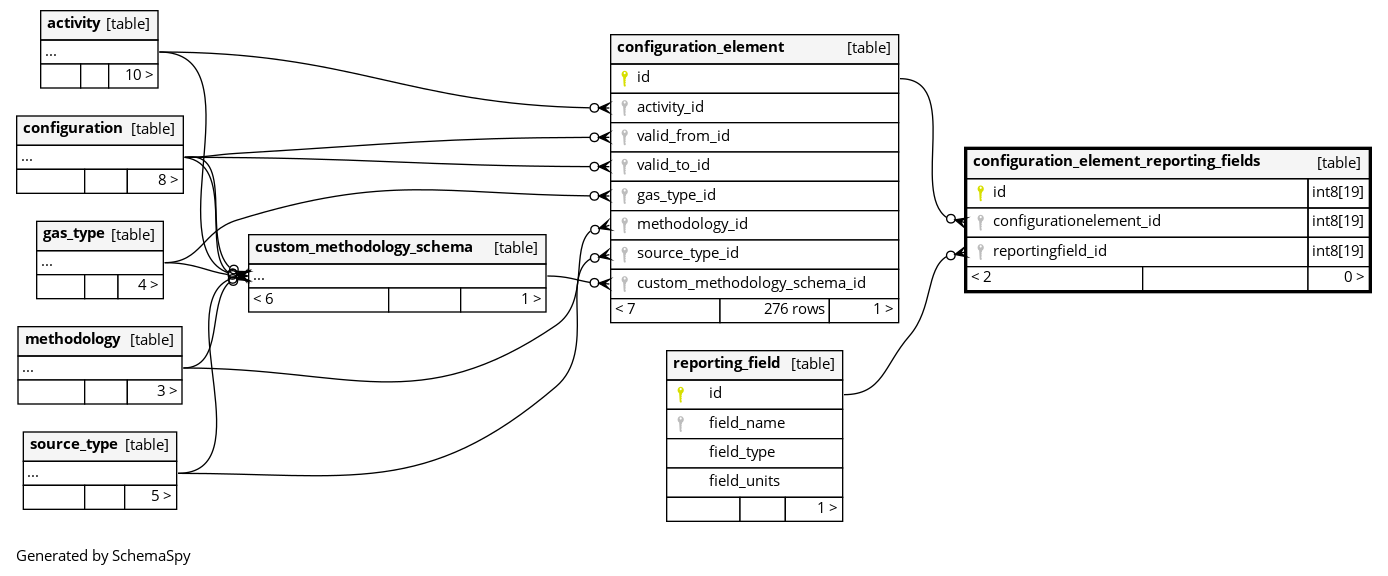 activity [table]
...
10 >
configuration [table]
...
8 >
gas_type [table]
...
4 >
methodology [table]
...
3 >
source_type [table]
...
5 >
custom_methodology_schema [table]
...
< 6 1 >
configuration_element [table]
id
activity_id
valid_from_id
valid_to_id
gas_type_id
methodology_id
source_type_id
custom_methodology_schema_id
< 7 276 rows 1 >
reporting_field [table]
id
field_name
field_type
field_units
1 >
configuration_element_reporting_fields [table]
id int8[19]
configurationelement_id int8[19]
reportingfield_id int8[19]
< 2 0 >
Generated by SchemaSpy